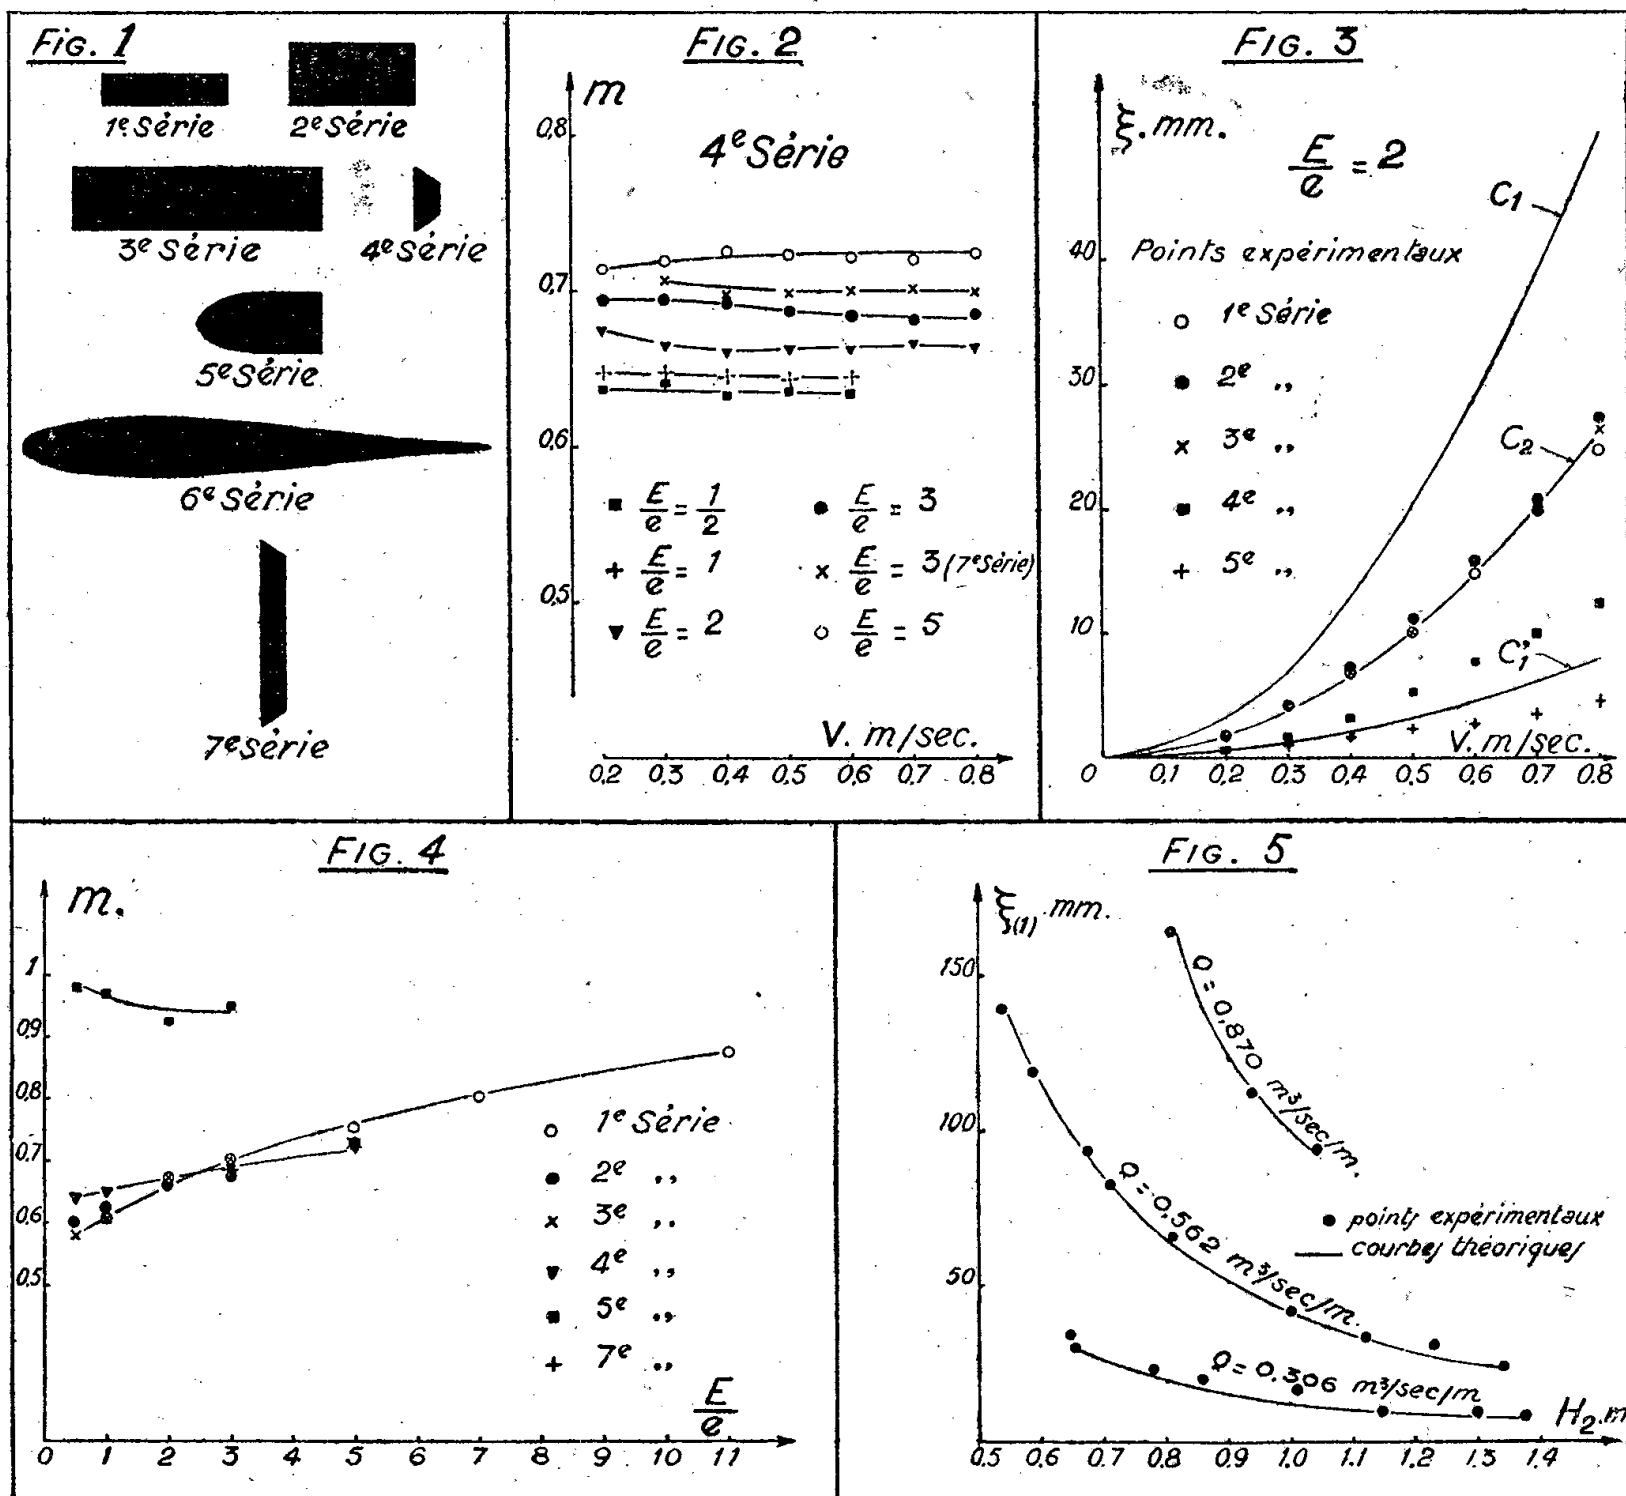 Fig. 1
1e Série
2e Série
3e Série
4e Série
5e Série
6e Série
7e Série
FIG. 2
m
4e Série
0,8
0,7
0,6
0,5
E/e = 1/2
E/e = 3
E/e = 1
E/e = 3 (7e Série)
E/e = 2
E/e = 5
V. m/sec.
0,2 0,3 0,4 0,5 0,6 0,7 0,8
FIG. 3
ξ. mm.
E/e = 2
C1
Points expérimentaux
40
1e Série
30
2e ,,
C2
3e ,,
20
4e ,,
5e ,,
10
C'1
V. m/sec.
0 0,1 0,2 0,3 0,4 0,5 0,6 0,7 0.8
FIG. 4
m.
1
0,9
0,8
0,7
0,6
0,5
1e Série
2e ,,
3e ,,
4e ,,
5e ,,
7e ,,
E/e
0 1 2 3 4 5 6 7 8 9 10 11
FIG. 5
ξ(1) mm.
150
100
50
Q = 0,870 m³/sec/m.
Q = 0,562 m³/sec/m.
Q = 0.306 m³/sec/m
points expérimentaux
courbes théoriques
H2.m
0.5 0.6 0.7 0.8 0.9 1.0 1.1 1.2 1.3 1.4